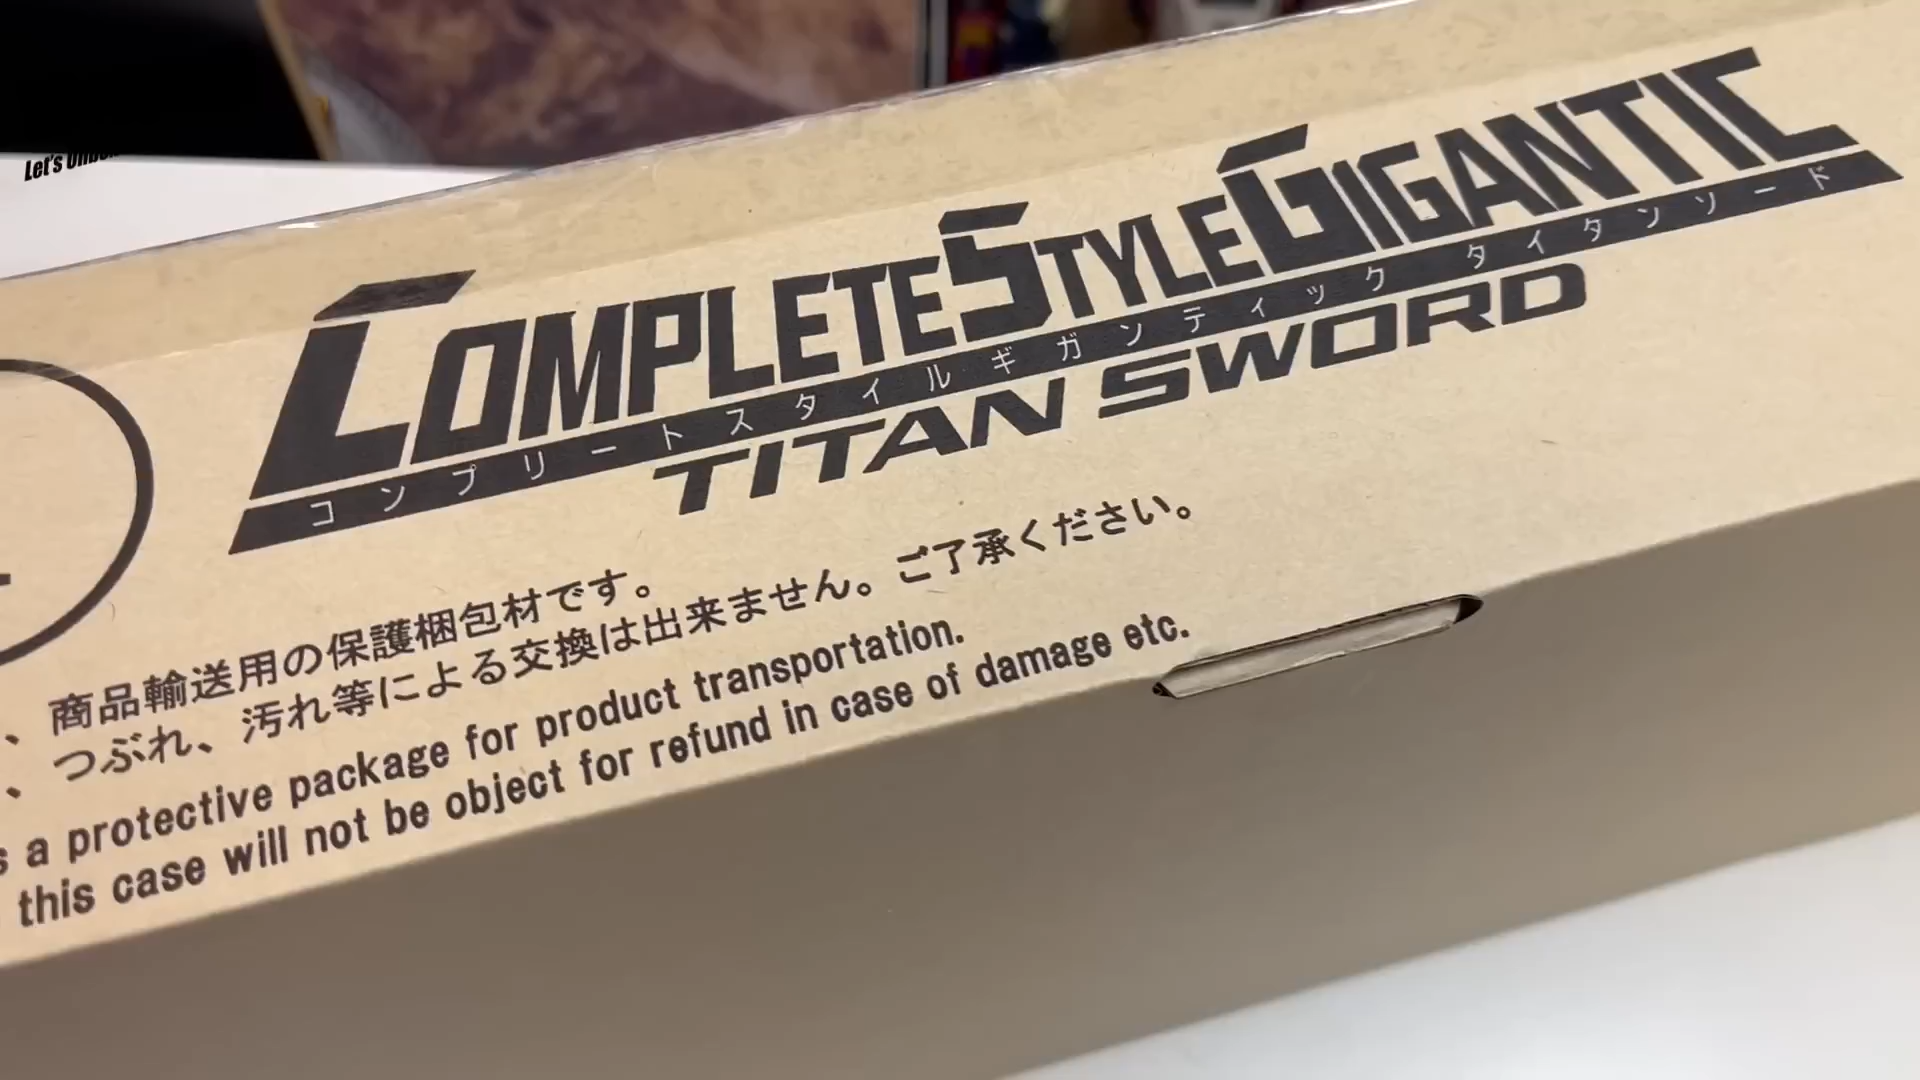 Let's
COMPLETE STYLE GIGANTIC
コンプリートスタイルギガンティック タイタンソード
TITAN SWORD
、商品輸送用の保護梱包材です。
、つぶれ、汚れ等による交換は出来ません。ご了承ください。
a protective package for product transportation.
this case will not be object for refund in case of damage etc.